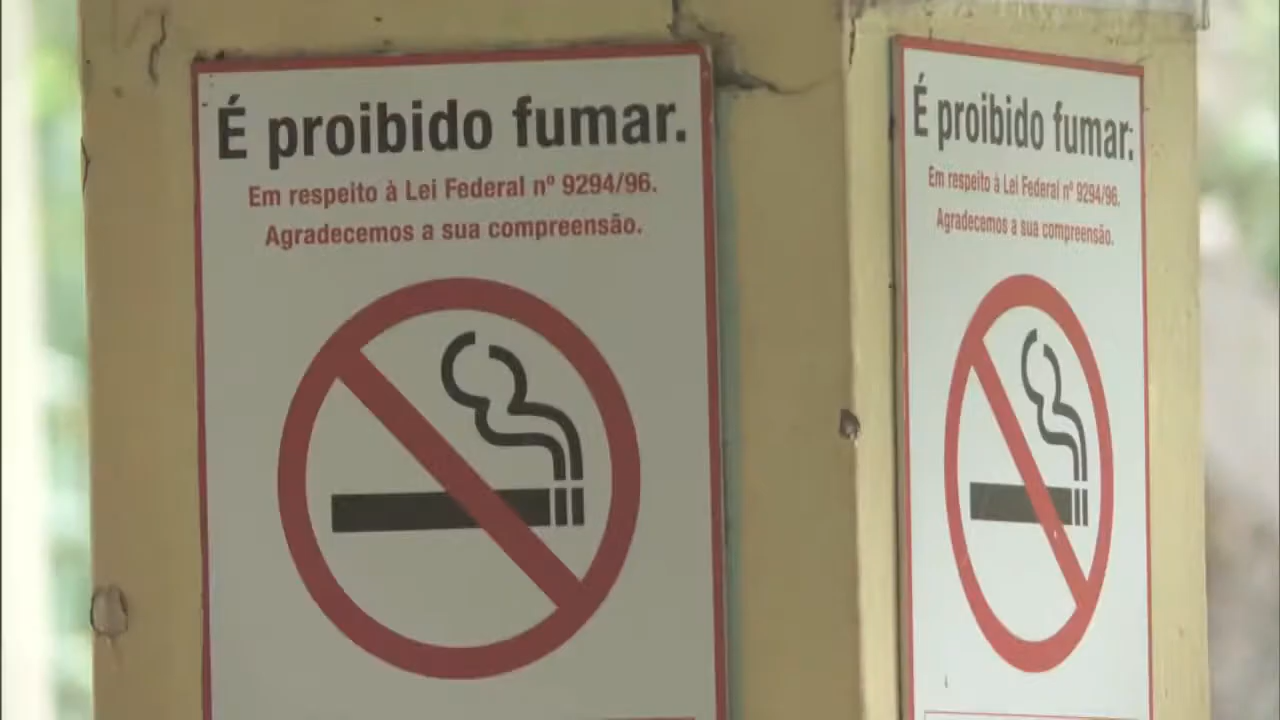 É proibido fumar.
Em respeito à Lei Federal nº 9294/96.
Agradecemos a sua compreensão.
É proibido fumar.
Em respeito à Lei Federal nº 9294/96.
Agradecemos a sua compreensão.